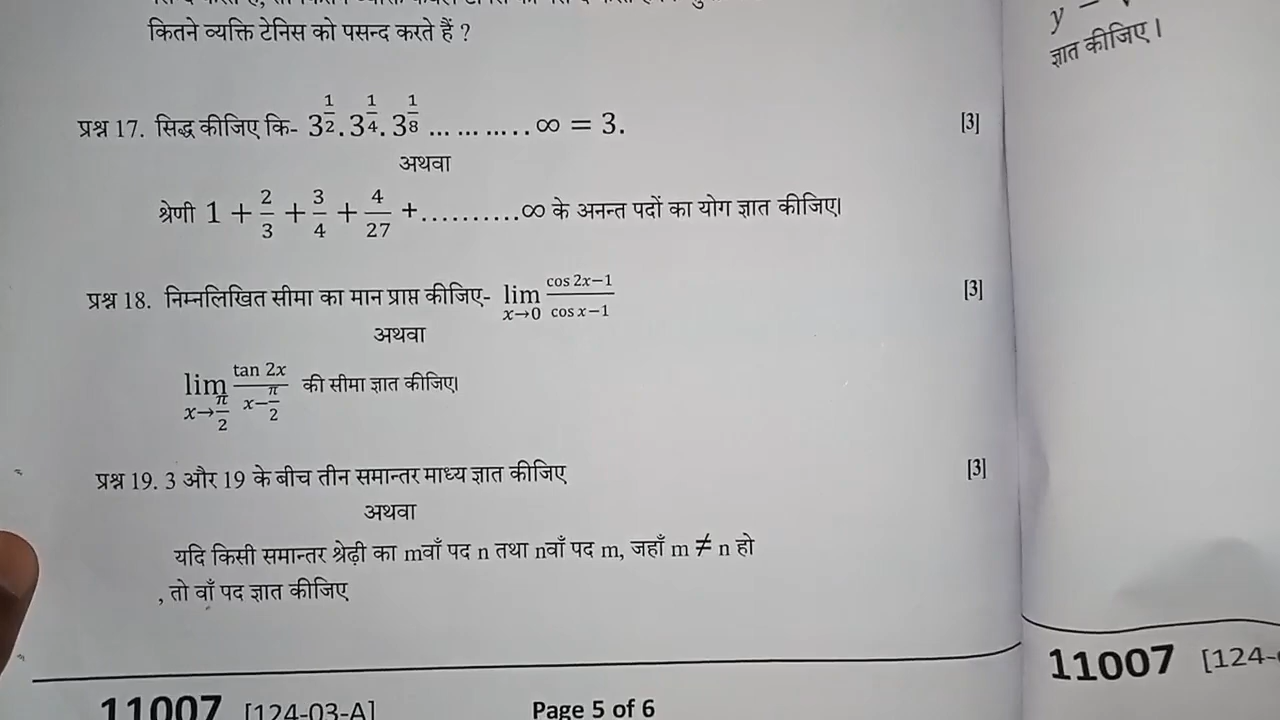 कितने व्यक्ति टेनिस को पसन्द करते हैं ?
प्रश्न 17. सिद्ध कीजिए कि- 3^{1/2}.3^{1/4}.3^{1/8} ... ... ... . ∞ = 3. [3]
अथवा
श्रेणी 1 + 2/3 + 3/4 + 4/27 +..........∞ के अनन्त पदों का योग ज्ञात कीजिए।
प्रश्न 18. निम्नलिखित सीमा का मान प्राप्त कीजिए- lim x→0 (cos 2x−1)/(cos x−1) [3]
अथवा
lim x→π/2 (tan 2x)/(x−π/2) की सीमा ज्ञात कीजिए।
प्रश्न 19. 3 और 19 के बीच तीन समान्तर माध्य ज्ञात कीजिए [3]
अथवा
यदि किसी समान्तर श्रेढ़ी का mवाँ पद n तथा nवाँ पद m, जहाँ m ≠ n हो
, तो वाँ पद ज्ञात कीजिए
11007 [124-03-A] Page 5 of 6
y =
ज्ञात कीजिए।
11007 [124-